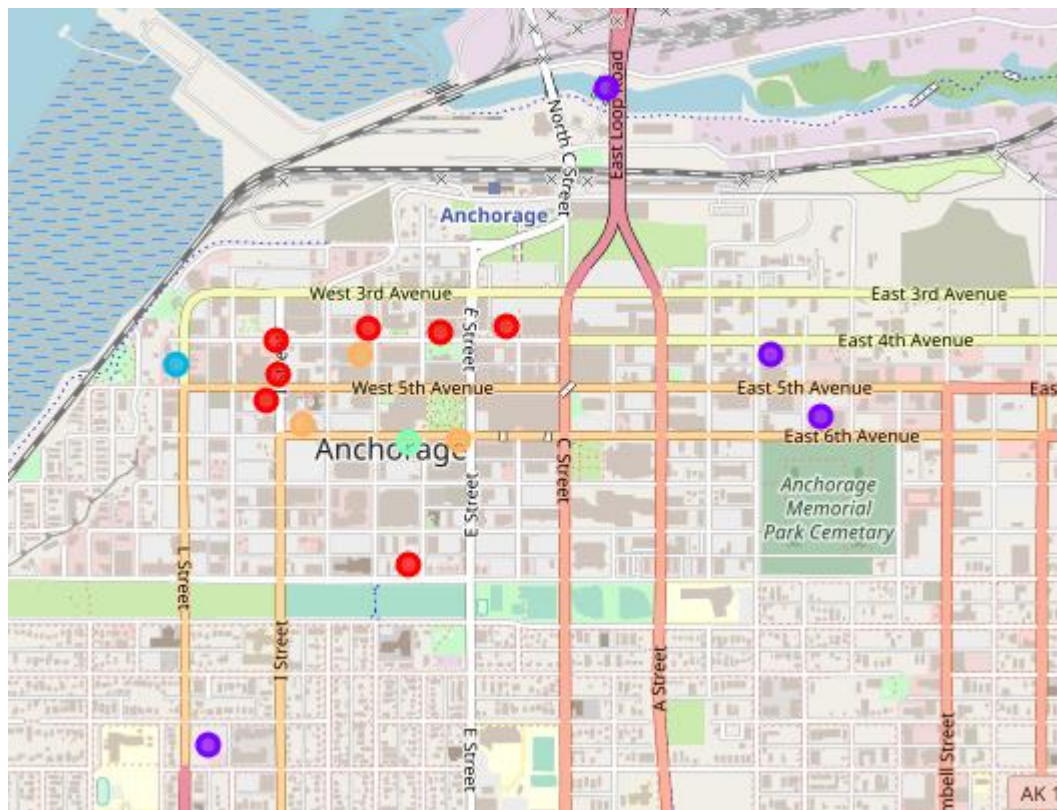 East Loop Road
North C Street
Anchorage
West 3rd Avenue
East 3rd Avenue
E Street
East 4th Avenue
West 5th Avenue
East 5th Avenue
Eas
East 6th Avenue
Anchorage
C Street
E Street
Anchorage
Memorial
Park Cemetery
L Street
I Street
A Street
E Street
mbell Street
AK